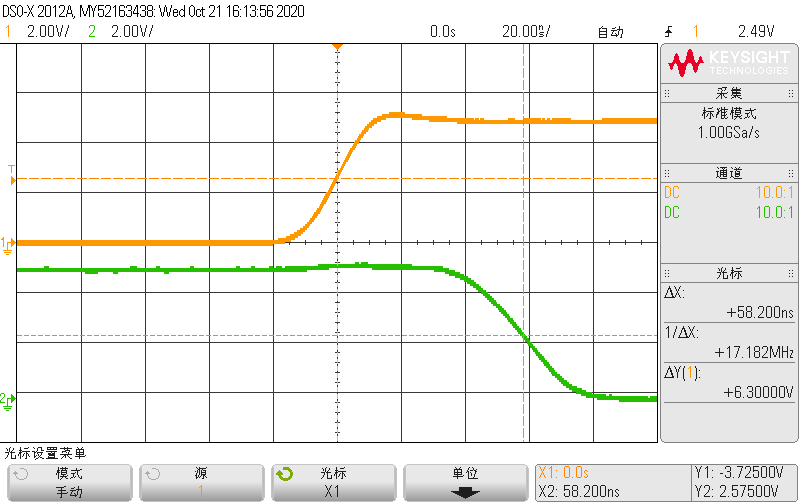 DSO-X 2012A, MY52163438: Wed Oct 21 16:13:56 2020
1 2.00V/ 2 2.00V/ 0.0s 20.00ns/ 自动 1 2.49V
KEYSIGHT
TECHNOLOGIES
采集
标准模式
1.00GSa/s
通道
DC 10.0:1
DC 10.0:1
光标
ΔX:
+58.200ns
1/ΔX:
+17.182MHz
ΔY(1):
+6.30000V
T
1
2
光标设置菜单
模式
手动
源
1
光标
X1
单位
X1: 0.0s
X2: 58.200ns
Y1: -3.72500V
Y2: 2.57500V